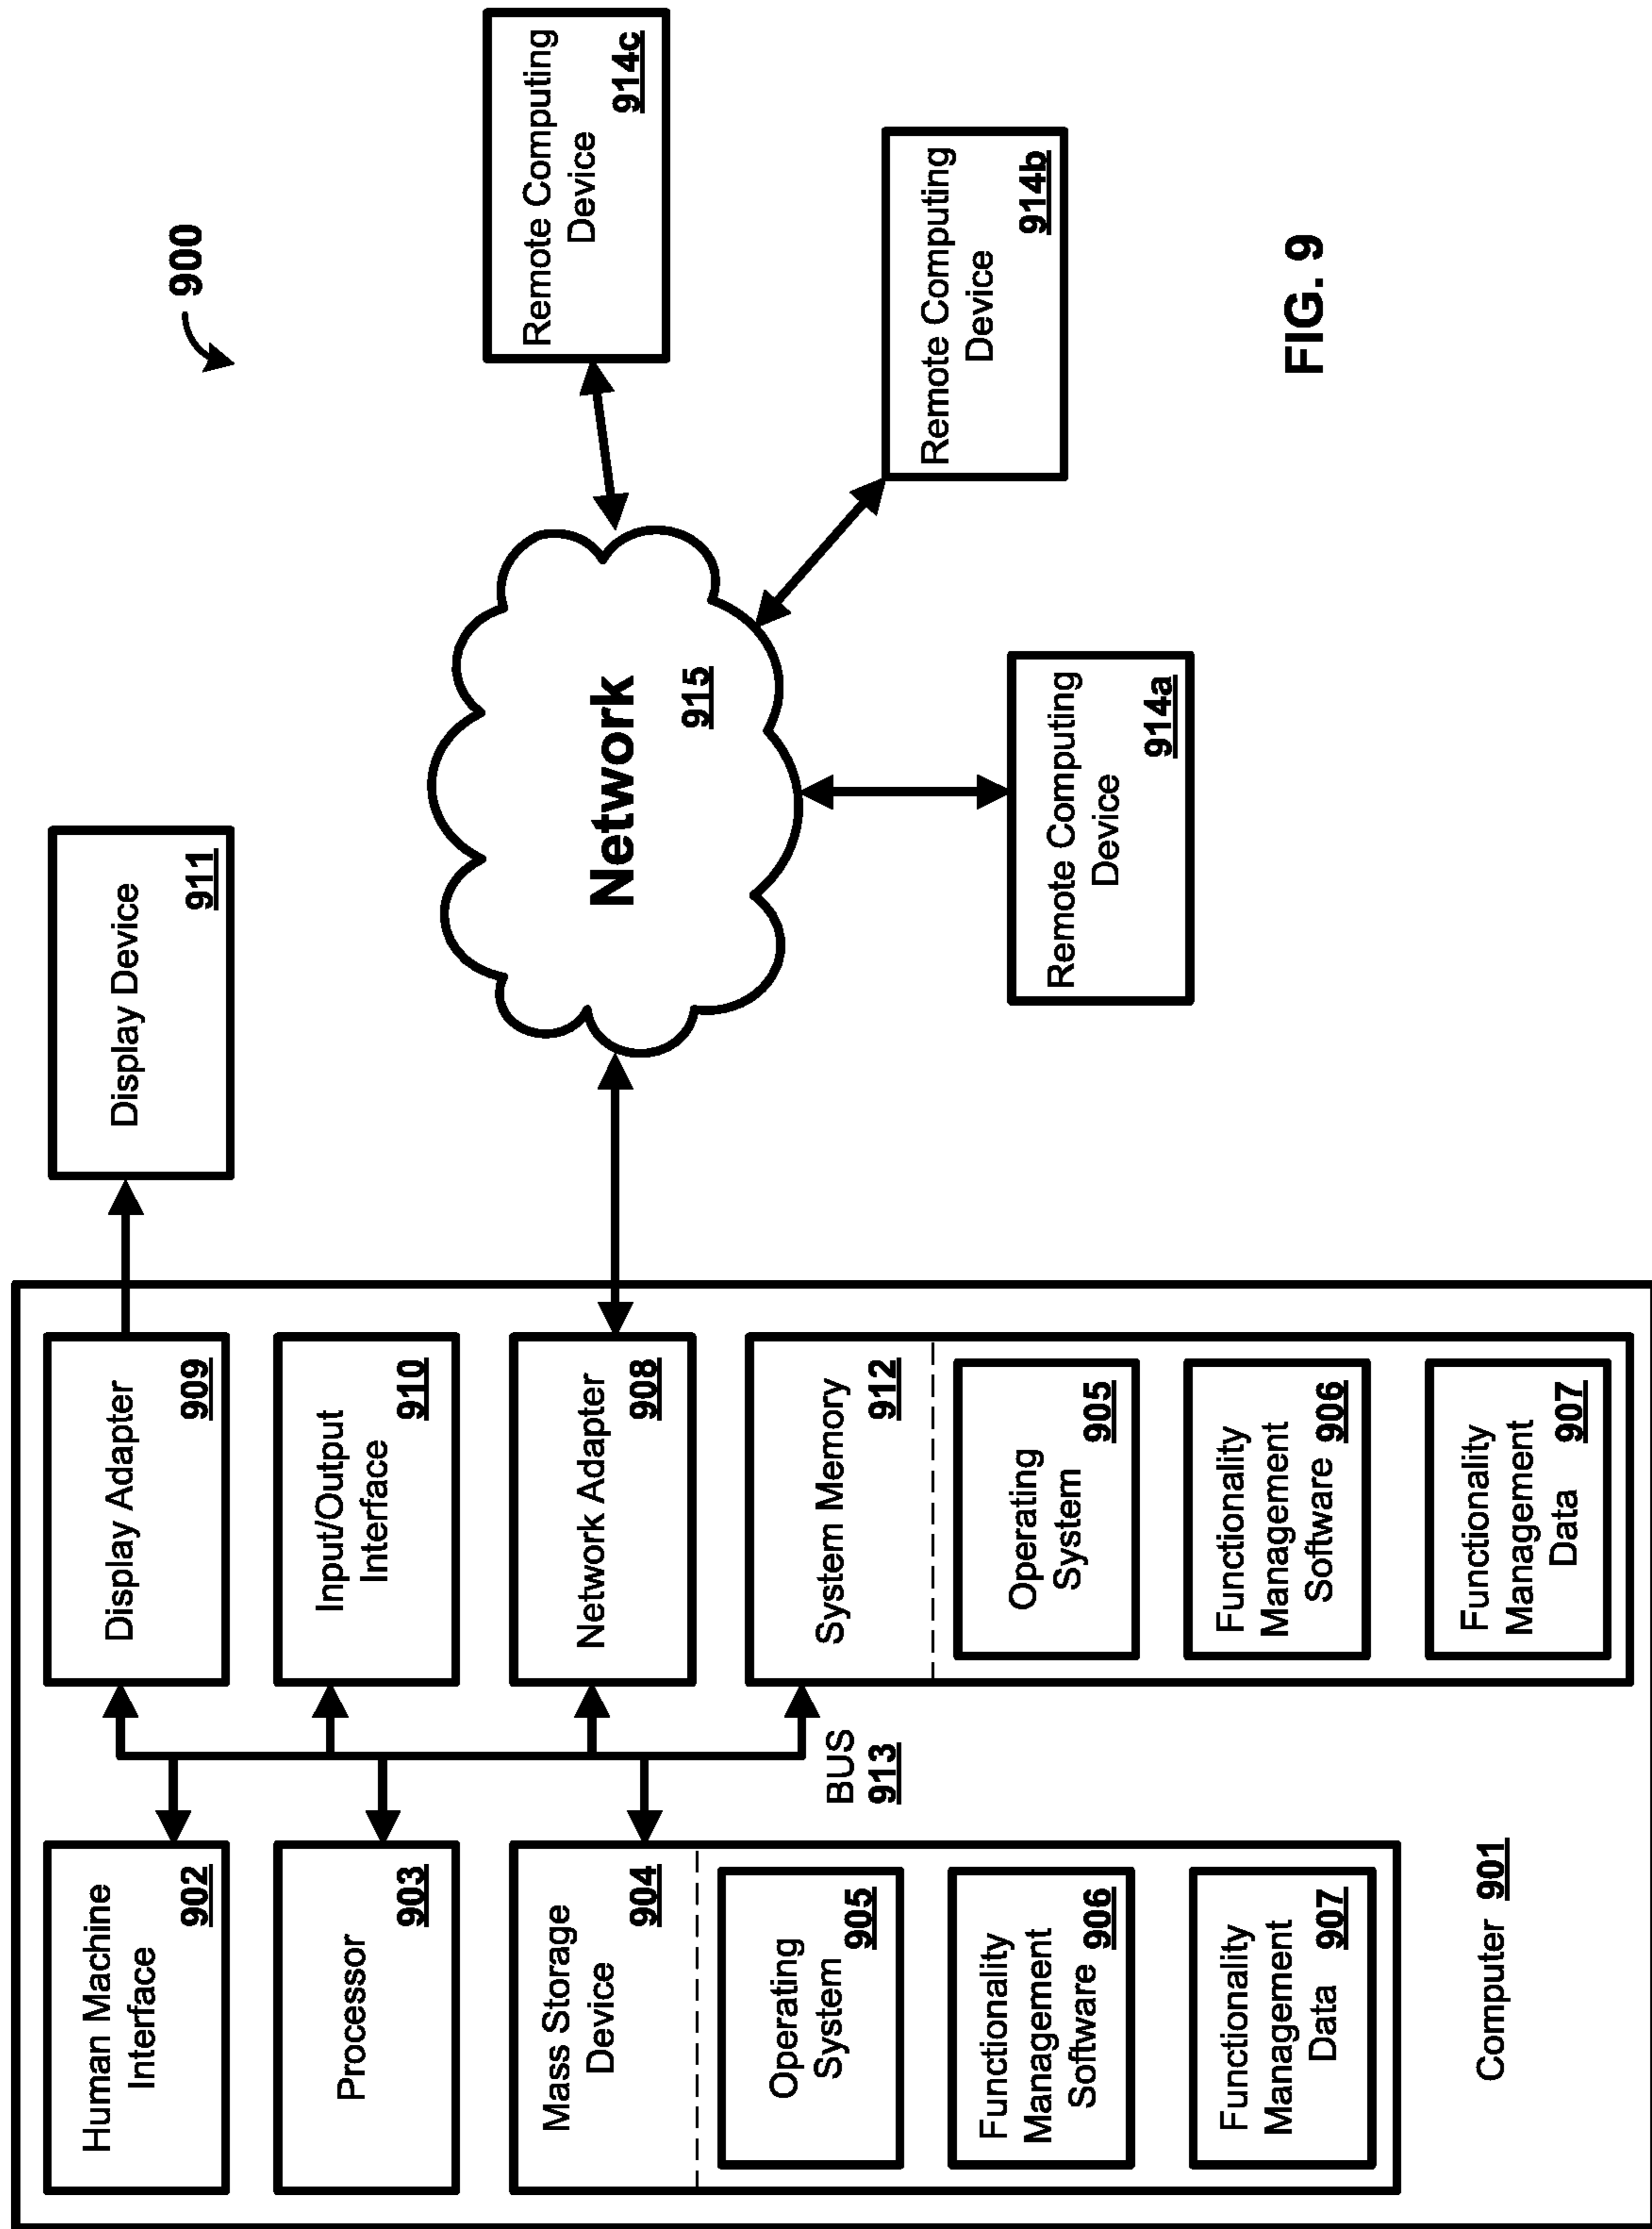 900
Human Machine
Interface
902
Processor
903
Mass Storage
Device
904
Operating
System
905
Functionality
Management
Software 906
Functionality
Management
Data
907
Display Adapter
909
Input/Output
Interface
910
Network Adapter
908
System Memory
912
Operating
System
905
Functionality
Management
Software 906
Functionality
Management
Data
907
BUS
913
Computer 901
Display Device
911
Network
915
Remote Computing
Device
914a
Remote Computing
Device
914b
Remote Computing
Device
914c
FIG. 9